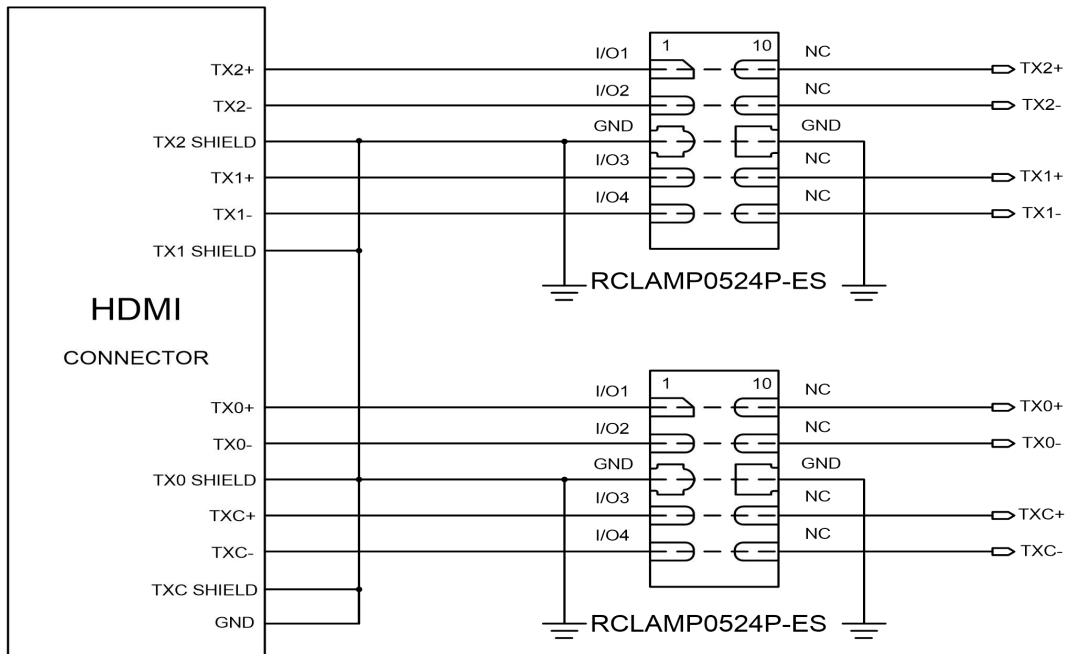 I/O1 1 10 NC
TX2+ TX2+
I/O2 NC
TX2- TX2-
GND GND
TX2 SHIELD
I/O3 NC
TX1+ TX1+
I/O4 NC
TX1- TX1-
TX1 SHIELD
RCLAMP0524P-ES
HDMI
CONNECTOR
I/O1 1 10 NC
TX0+ TX0+
I/O2 NC
TX0- TX0-
GND GND
TX0 SHIELD
I/O3 NC
TXC+ TXC+
I/O4 NC
TXC- TXC-
TXC SHIELD
GND
RCLAMP0524P-ES